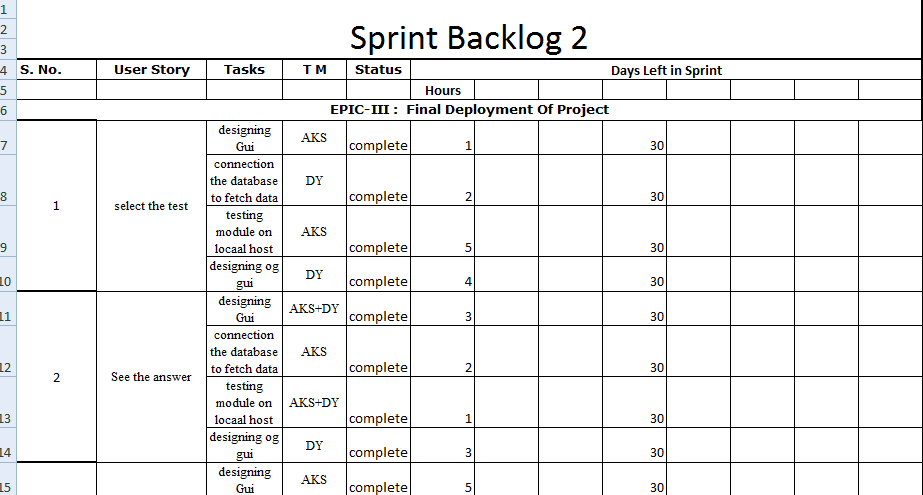 1
2
3
Sprint Backlog 2
4 S. No. User Story Tasks T M Status Days Left in Sprint
5 Hours
6 EPIC-III : Final Deployment Of Project
7 designing
Gui AKS complete 1 30
8 connection
the database
to fetch data DY complete 2 30
1 select the test
9 testing
module on
locaal host AKS complete 5 30
10 designing og
gui DY complete 4 30
11 designing
Gui AKS+DY complete 3 30
12 connection
the database
to fetch data AKS complete 2 30
2 See the answer
13 testing
module on
locaal host AKS+DY complete 1 30
14 designing og
gui DY complete 3 30
15 designing
Gui AKS complete 5 30